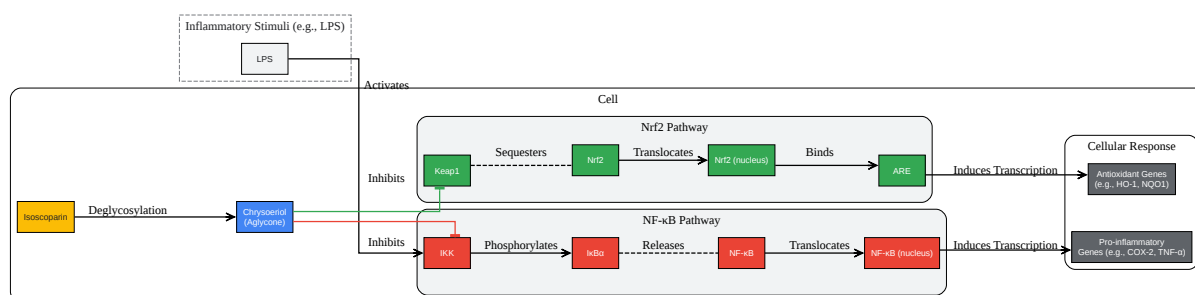 Inflammatory Stimuli (e.g., LPS)
LPS
Activates
Cell
Nrf2 Pathway
Cellular Response
Keap1
Sequesters
Nrf2
Translocates
Nrf2 (nucleus)
Binds
ARE
Induces Transcription
Antioxidant Genes
(e.g., HO-1, NQO1)
Inhibits
Isoscoparin
Deglycosylation
Chrysoeriol
(Aglycone)
NF-κB Pathway
Inhibits
IKK
Phosphorylates
IκBα
Releases
NF-κB
Translocates
NF-κB (nucleus)
Induces Transcription
Pro-inflammatory
Genes (e.g., COX-2, TNF-α)